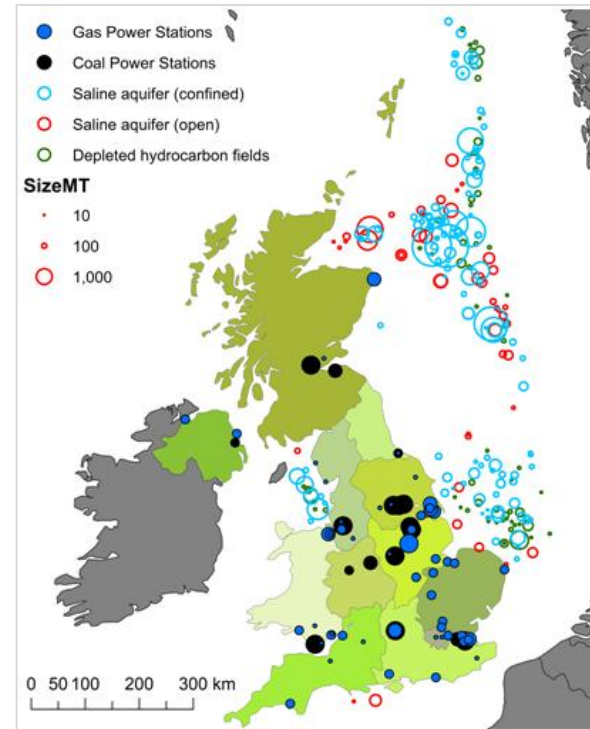 Gas Power Stations
Coal Power Stations
Saline aquifer (confined)
Saline aquifer (open)
Depleted hydrocarbon fields
SizeMT
10
100
1,000
0 50 100 200 300 km